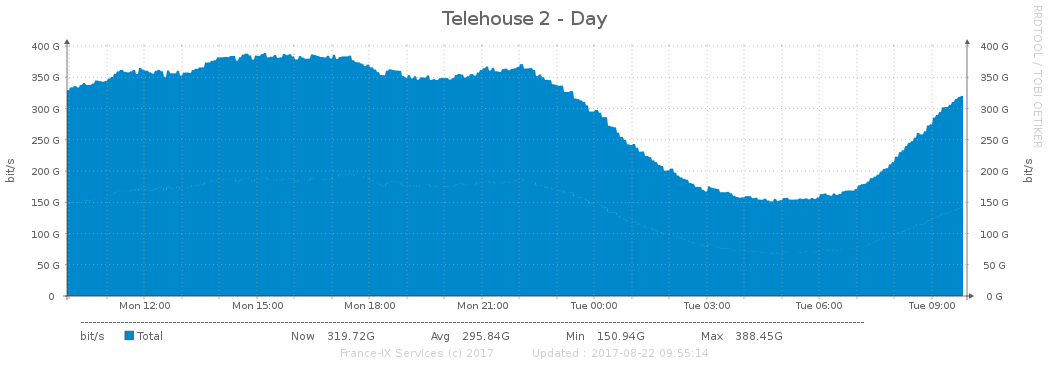 Telehouse 2 - Day
RRDTOOL / TOBI OETIKER
400 G 400 G
350 G 350 G
300 G 300 G
250 G 250 G
200 G 200 G
150 G 150 G
100 G 100 G
50 G 50 G
0 0 G
bit/s bit/s
Mon 12:00 Mon 15:00 Mon 18:00 Mon 21:00 Tue 00:00 Tue 03:00 Tue 06:00 Tue 09:00
bit/s Total Now 319.72G Avg 295.84G Min 150.94G Max 388.45G
France-IX Services (c) 2017 Updated : 2017-08-22 09:55:14